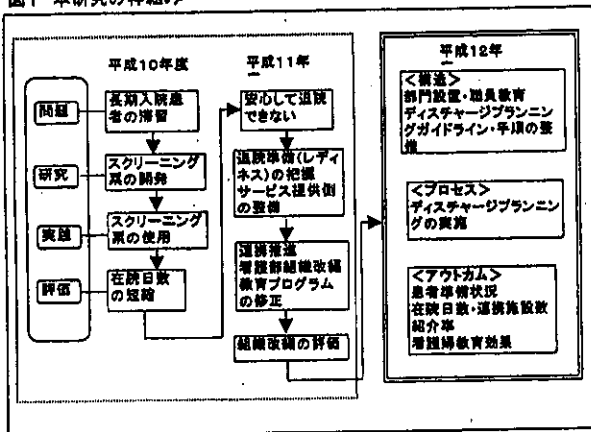 図1 本研究の枠組み
平成10年度
平成11年
平成12年
問題
研究
実践
評価
長期入院患
者の滞留
スクリーニング
票の開発
スクリーニング
票の使用
在院日数
の短縮
安心して退院
できない
退院準備(レディ
ネス)の把握
サービス提供側
の整備
連携推進
看護部組織改編
教育プログラム
の修正
組織改編の評価
<構造>
部門設置・職員教育
ディスチャージプランニン
グガイドライン・手順の整
備
<プロセス>
ディスチャージプランニン
グの実施
<アウトカム>
患者準備状況
在院日数・連携施設数
紹介率
看護婦教育効果